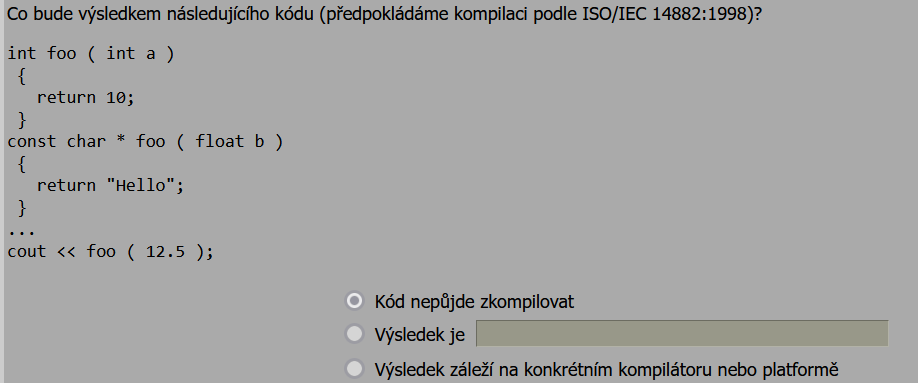 Co bude výsledkem následujícího kódu (předpokládáme kompilaci podle ISO/IEC 14882:1998)?
int foo ( int a )
{
return 10;
}
const char * foo ( float b )
{
return "Hello";
}
...
cout << foo ( 12.5 );
Kód nepůjde zkompilovat
Výsledek je
Výsledek záleží na konkrétním kompilátoru nebo platformě